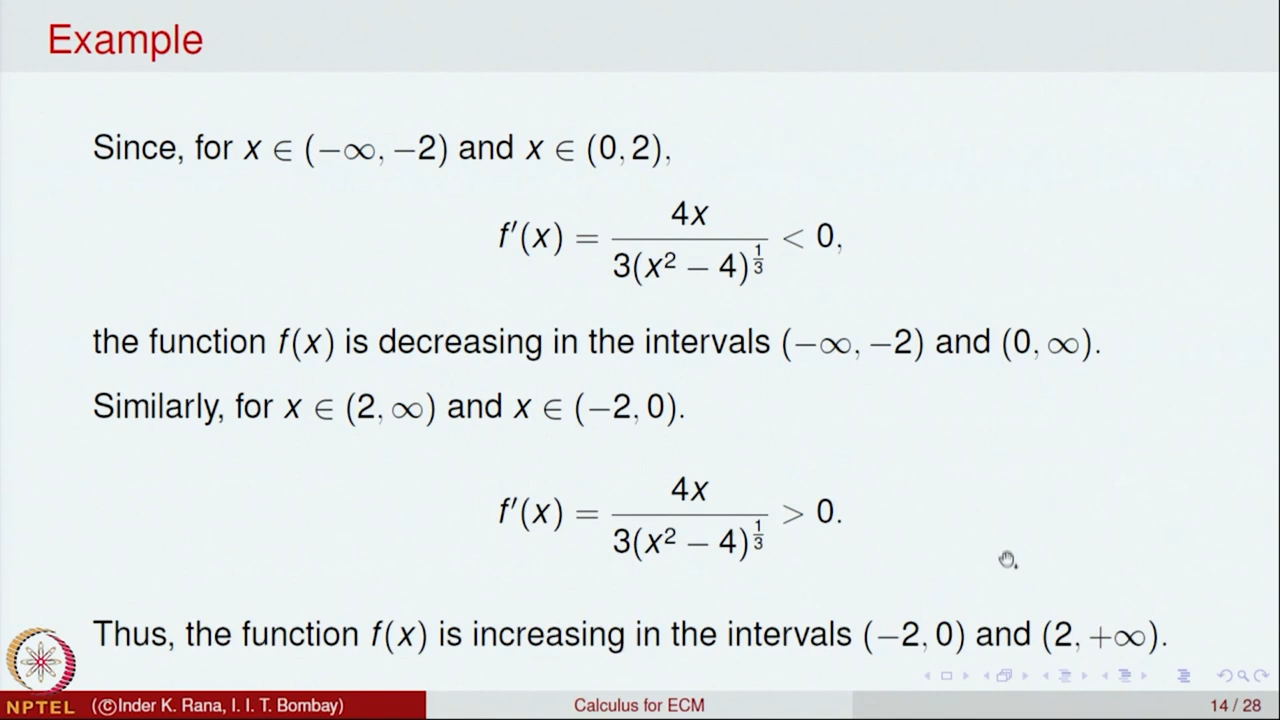 Example
Since, for x ∈ (−∞, −2) and x ∈ (0, 2),
f′(x) = 4x / 3(x² − 4)^(1/3) < 0,
the function f(x) is decreasing in the intervals (−∞, −2) and (0, ∞).
Similarly, for x ∈ (2, ∞) and x ∈ (−2, 0).
f′(x) = 4x / 3(x² − 4)^(1/3) > 0.
Thus, the function f(x) is increasing in the intervals (−2, 0) and (2, +∞).
NPTEL (©Inder K. Rana, I. I. T. Bombay) Calculus for ECM 14 / 28